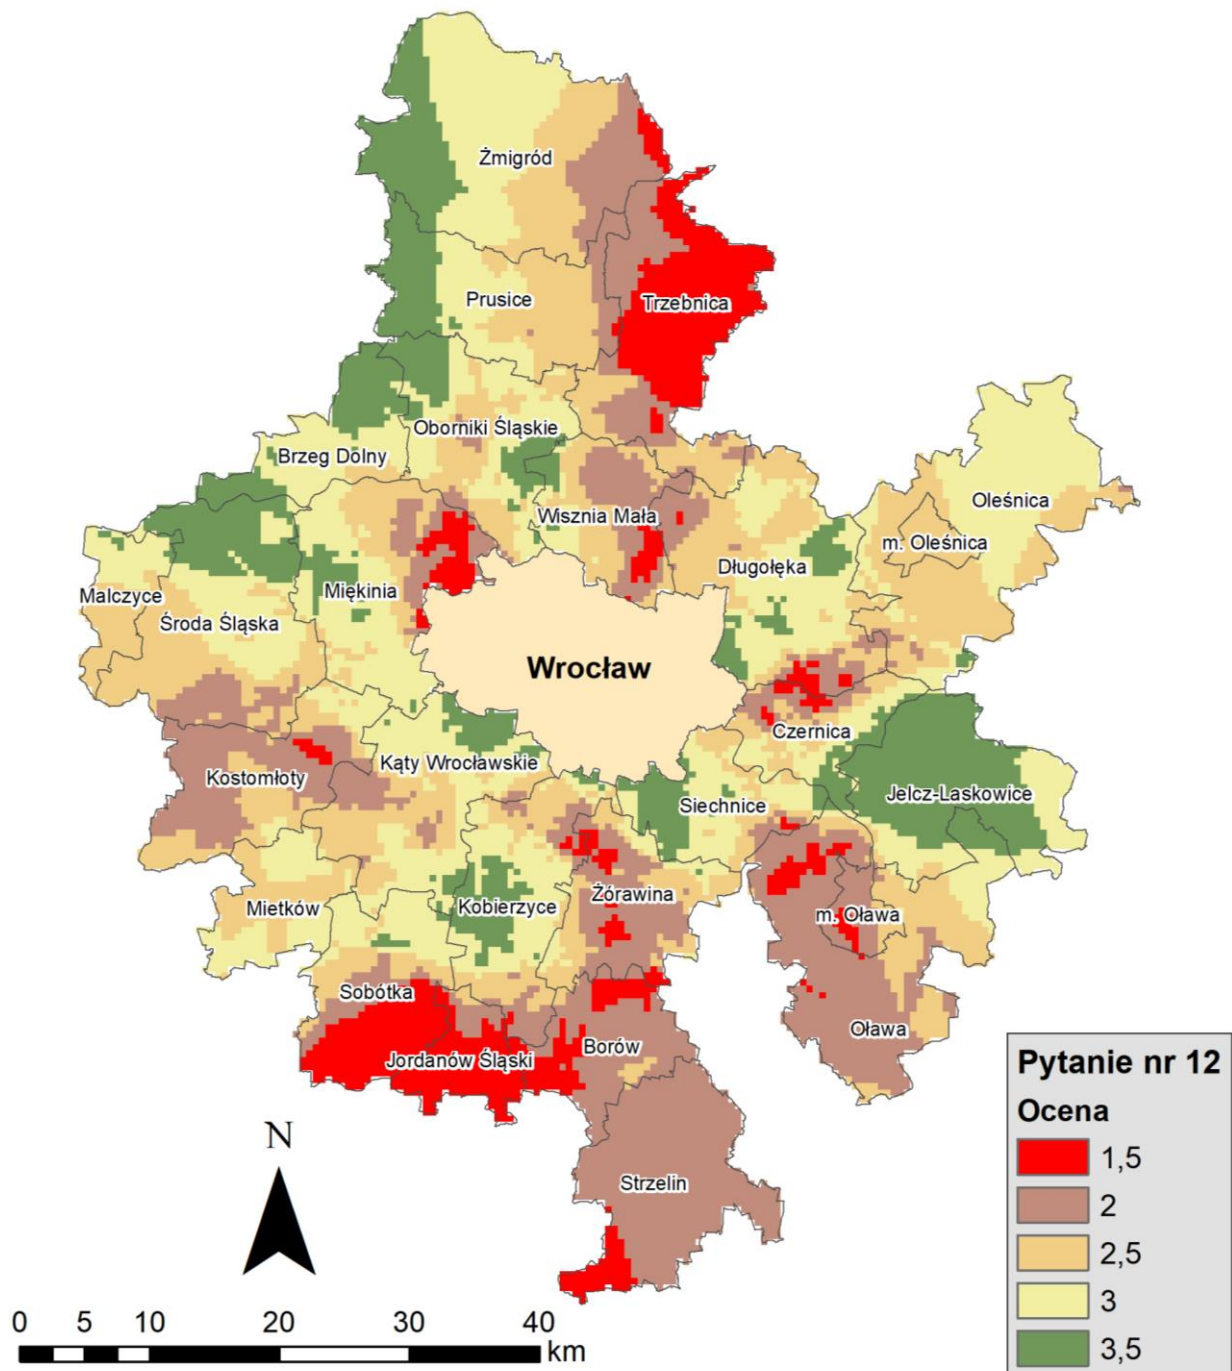 Żmigród
Prusice
Trzebnica
Oborniki Śląskie
Brzeg Dolny
Oleśnica
Wisznia Mała
m. Oleśnica
Długołęka
Malczyce
Miękinia
Środa Śląska
Wrocław
Czernica
Kąty Wrocławskie
Kostomłoty
Jelcz-Laskowice
Siechnice
Żórawina
Kobierzyce
Mietków
m. Oława
Sobótka
Oława
Borów
Jordanów Śląski
Strzelin
N
0 5 10 20 30 40
km
Pytanie nr 12
Ocena
1,5
2
2,5
3
3,5